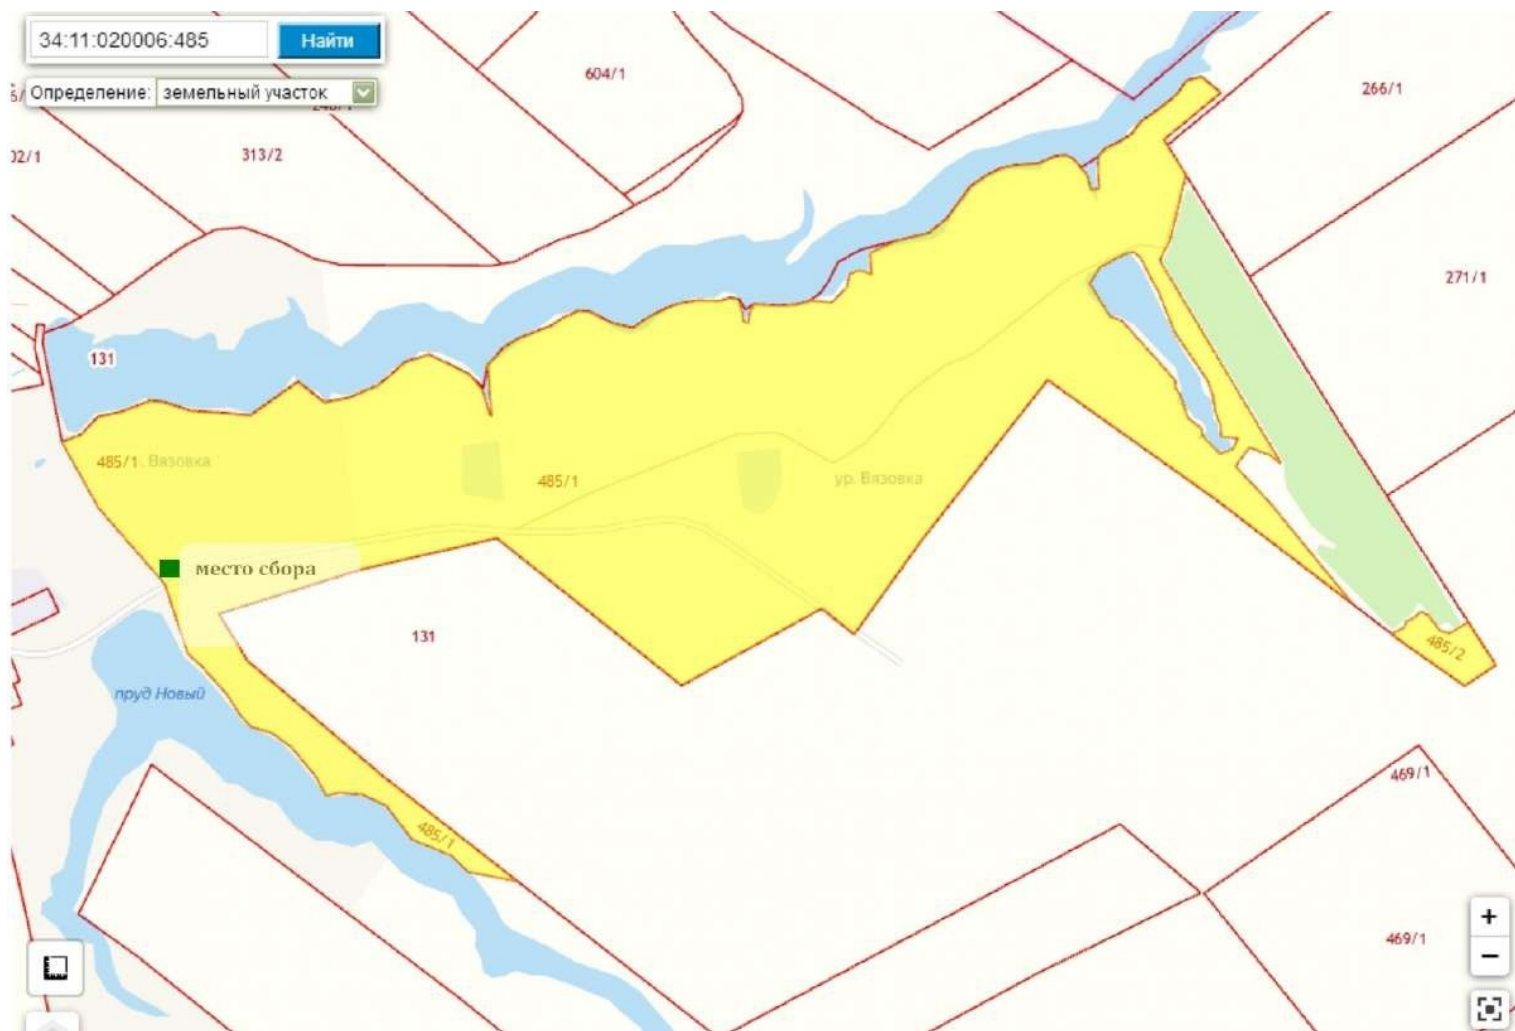 34:11:020006:485
Найти
Определение: земельный участок
604/1
266/1
313/2
02/1
271/1
131
485/1
Вязовка
485/1
ур. Вязовка
место сбора
131
485/2
пруд Новый
469/1
485/1
469/1
+
−